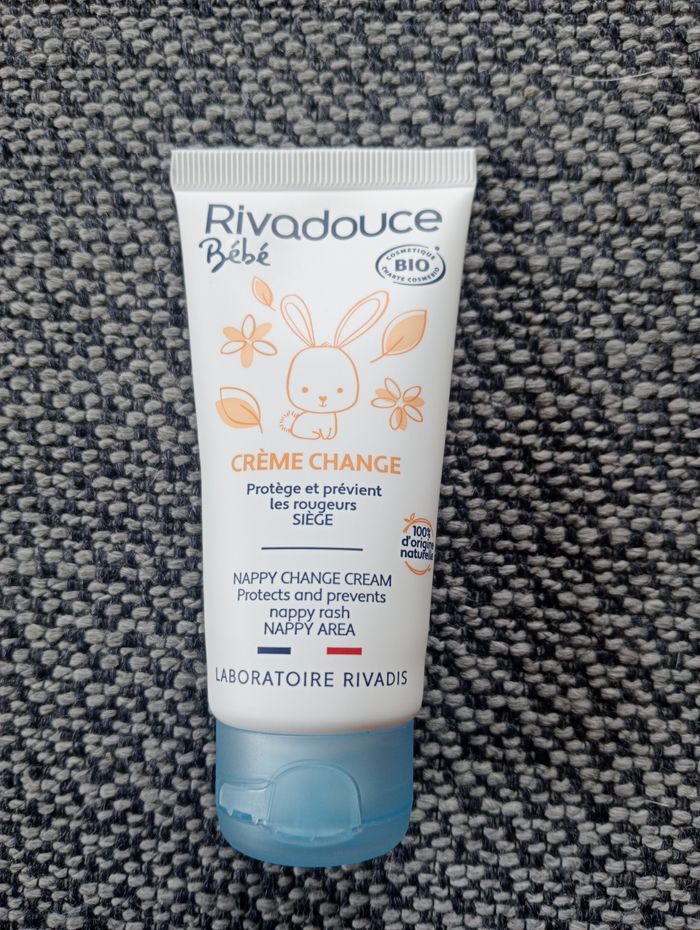 Rivadouce
Bébé
COSMETIQUE
BIO
CHARTE COSMEBIO
CRÈME CHANGE
Protège et prévient
les rougeurs
SIÈGE
100%
d'origine
naturelle
NAPPY CHANGE CREAM
Protects and prevents
nappy rash
NAPPY AREA
LABORATOIRE RIVADIS